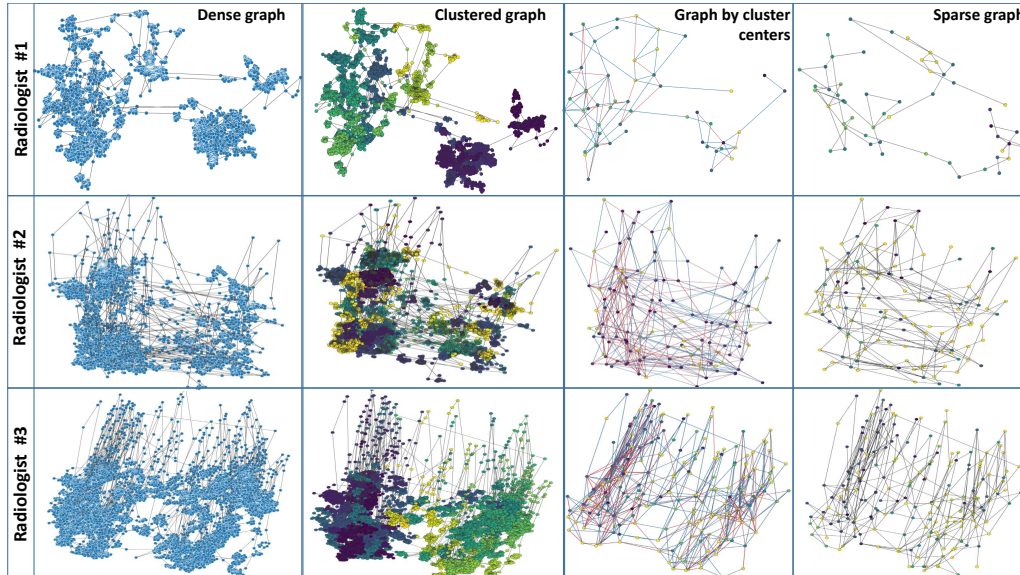 Dense graph
Clustered graph
Graph by cluster
centers
Sparse graph
Radiologist #1
Radiologist #2
Radiologist #3